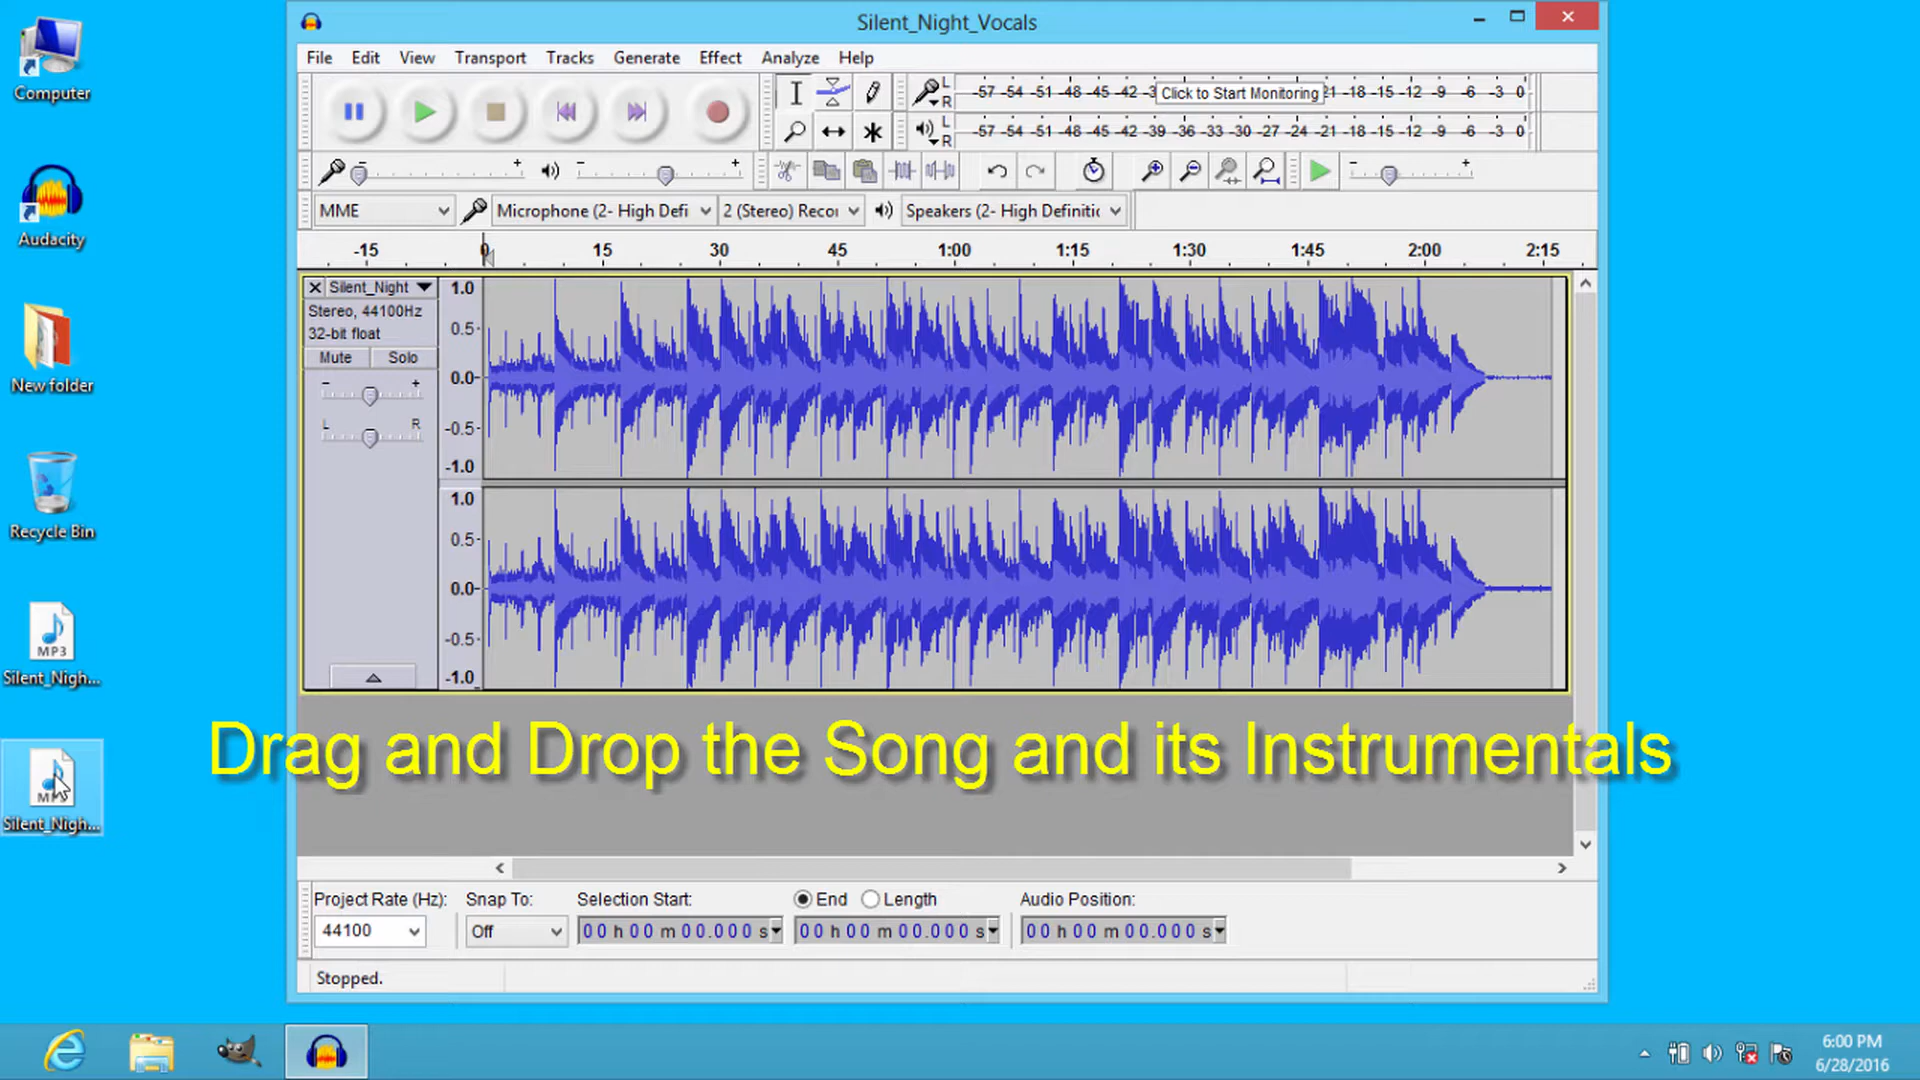 Silent_Night_Vocals
File Edit View Transport Tracks Generate Effect Analyze Help
L -57 -54 -51 -48 -45 -42 -3 Click to Start Monitoring -21 -18 -15 -12 -9 -6 -3 0
R
L -57 -54 -51 -48 -45 -42 -39 -36 -33 -30 -27 -24 -21 -18 -15 -12 -9 -6 -3 0
R
- + - + - +
MME Microphone (2- High Defi 2 (Stereo) Recor Speakers (2- High Definitic
-15 0 15 30 45 1:00 1:15 1:30 1:45 2:00 2:15
Silent_Night
Stereo, 44100Hz
32-bit float
Mute Solo
- +
L R
1.0
0.5
0.0
-0.5
-1.0
1.0
0.5
0.0
-0.5
-1.0
Drag and Drop the Song and its Instrumentals
Project Rate (Hz): Snap To: Selection Start: End Length Audio Position:
44100 Off 00 h 00 m 00.000 s 00 h 00 m 00.000 s 00 h 00 m 00.000 s
Stopped.
Computer
Audacity
New folder
Recycle Bin
MP3
Silent_Nigh...
MP3
Silent_Nigh...
6:00 PM
6/28/2016